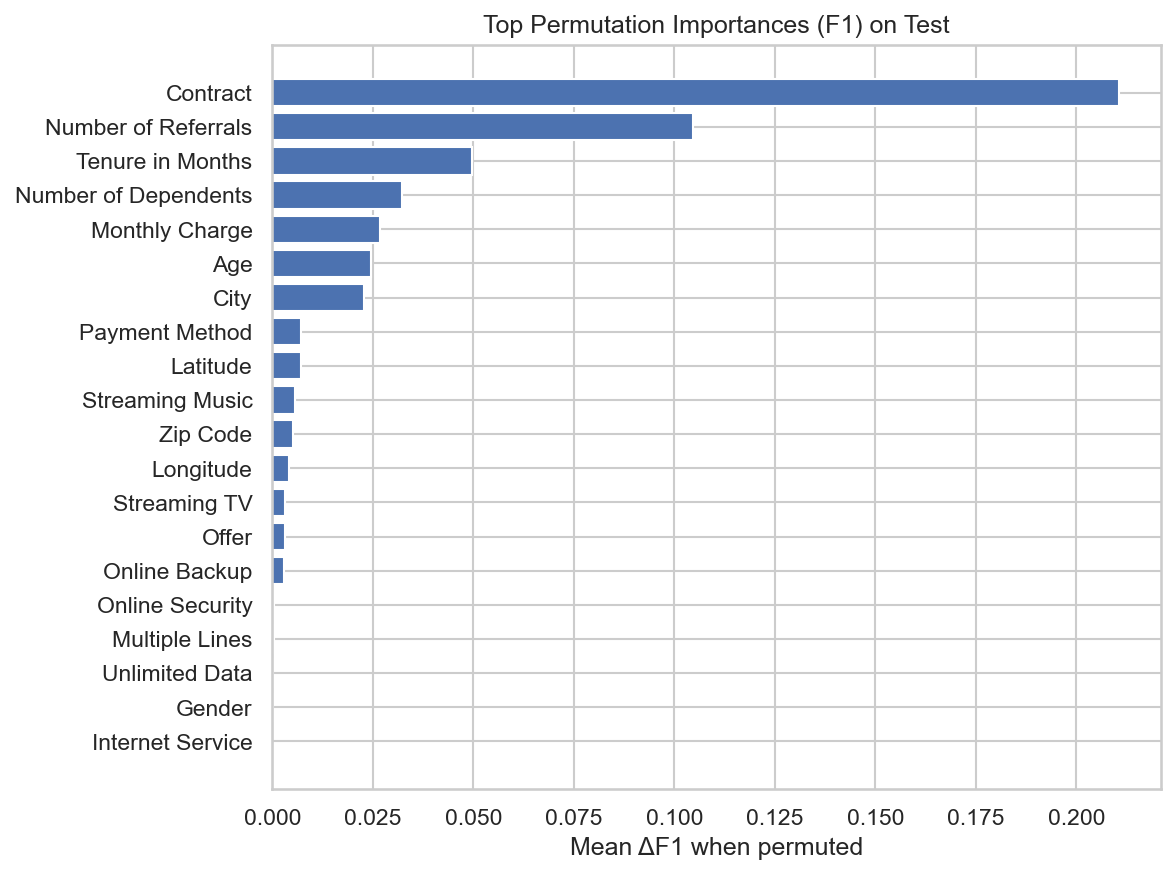 Top Permutation Importances (F1) on Test
Contract
Number of Referrals
Tenure in Months
Number of Dependents
Monthly Charge
Age
City
Payment Method
Latitude
Streaming Music
Zip Code
Longitude
Streaming TV
Offer
Online Backup
Online Security
Multiple Lines
Unlimited Data
Gender
Internet Service
0.000 0.025 0.050 0.075 0.100 0.125 0.150 0.175 0.200
Mean ΔF1 when permuted